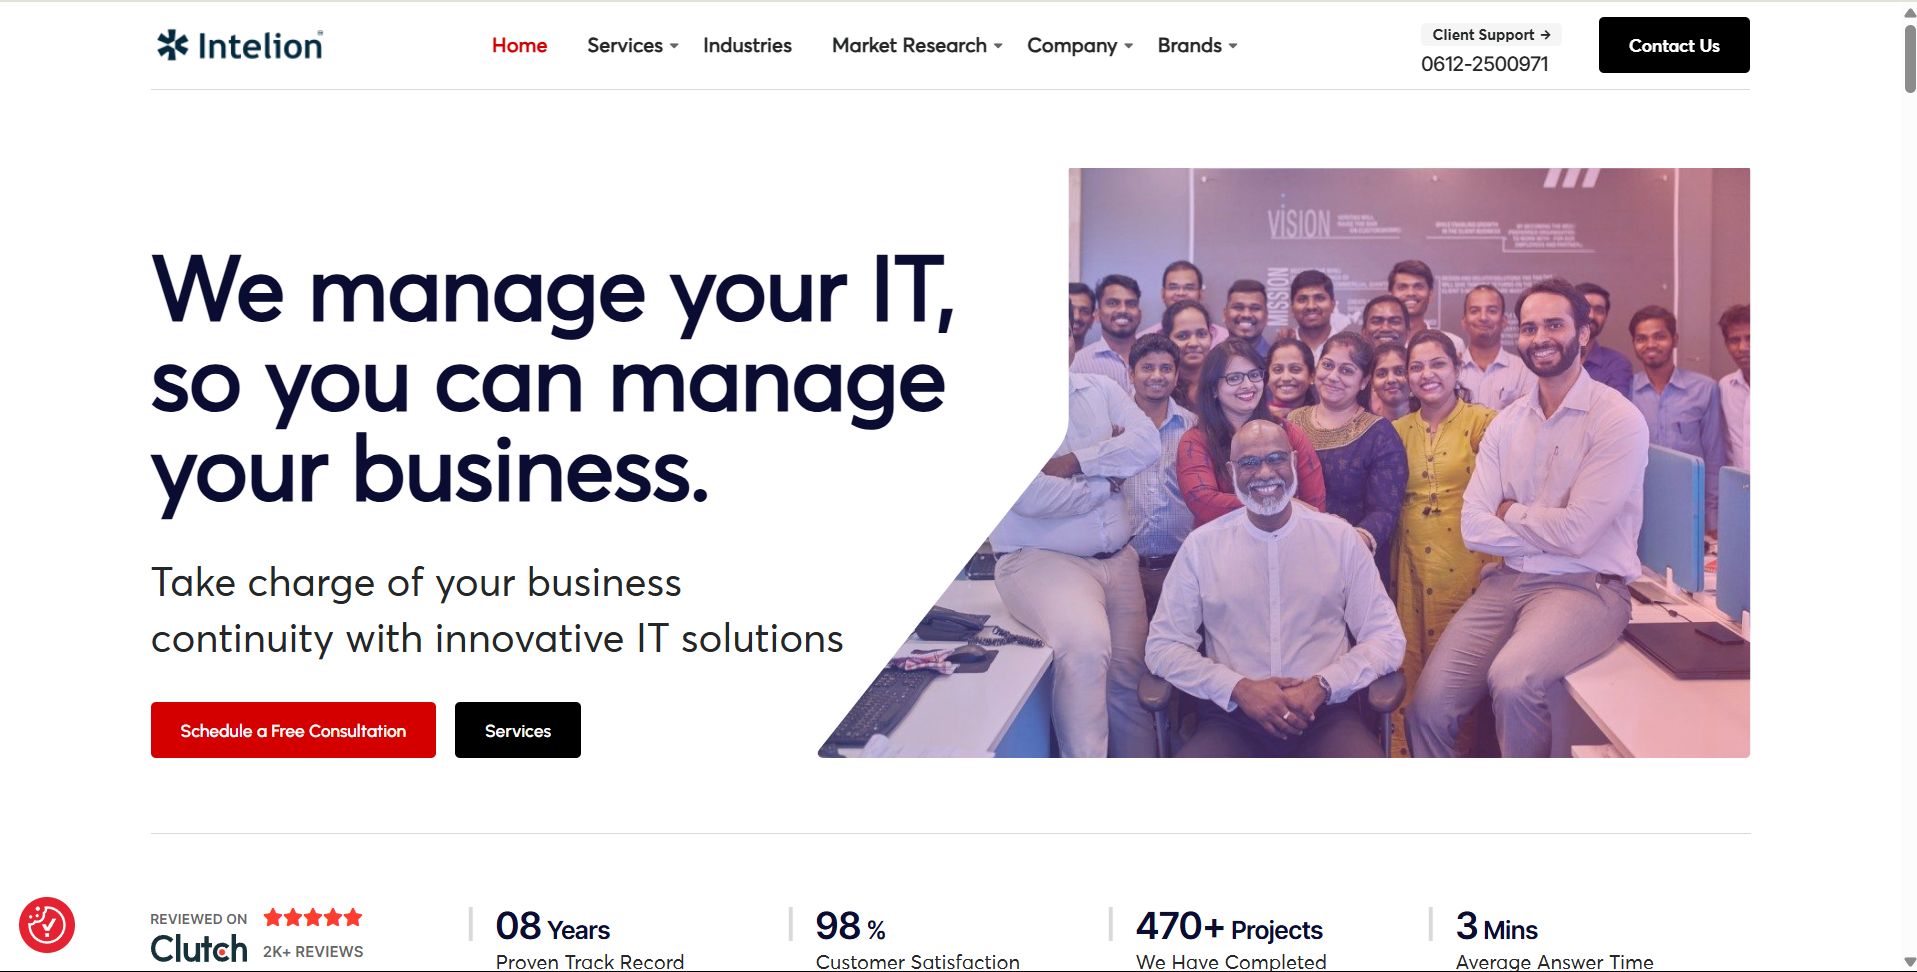 Intelion
Home
Services
Industries
Market Research
Company
Brands
Client Support →
0612-2500971
Contact Us
VISION
MISSION
We manage your IT,
so you can manage
your business.
Take charge of your business
continuity with innovative IT solutions
Schedule a Free Consultation
Services
REVIEWED ON
Clutch
2K+ REVIEWS
08 Years
Proven Track Record
98 %
Customer Satisfaction
470+ Projects
We Have Completed
3 Mins
Average Answer Time